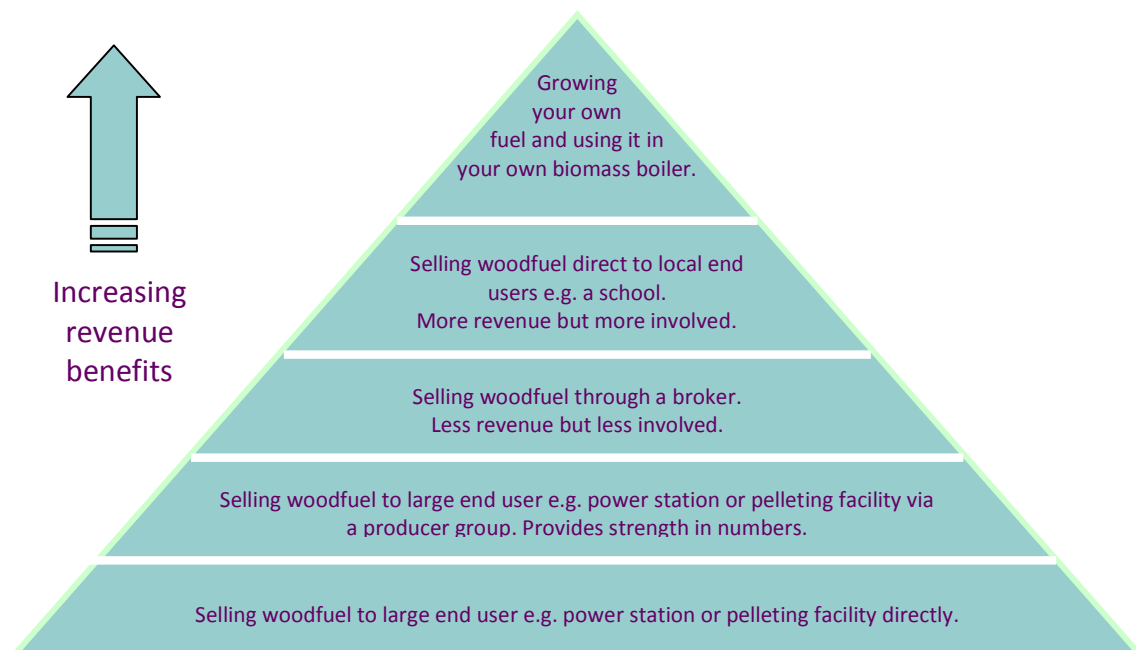 Growing
your own
fuel and using it in
your own biomass boiler.
Selling woodfuel direct to local end
users e.g. a school.
More revenue but more involved.
Increasing
revenue
benefits
Selling woodfuel through a broker.
Less revenue but less involved.
Selling woodfuel to large end user e.g. power station or pelleting facility via
a producer group. Provides strength in numbers.
Selling woodfuel to large end user e.g. power station or pelleting facility directly.